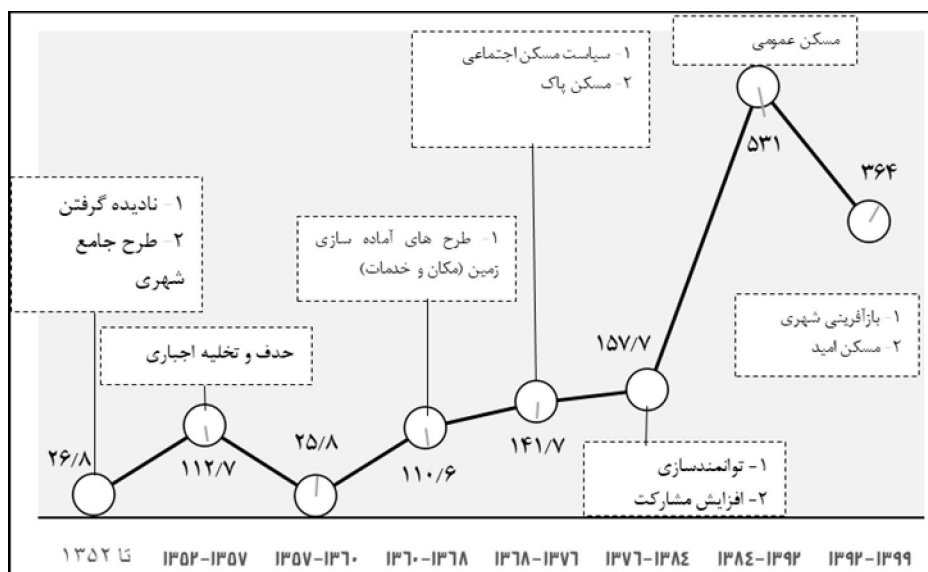 مسکن عمومی
۱- سیاست مسکن اجتماعی
۲- مسکن پاک
۵۳۱
۳۶۴
۱- نادیده گرفتن
۲- طرح جامع
شهری
۱- طرح های آماده سازی
زمین (مکان و خدمات)
۱- بازآفرینی شهری
۲- مسکن امید
حذف و تخلیه اجباری
۱۵۷/۷
۲۶/۸
۱۱۲/۷
۲۵/۸
۱۱۰/۶
۱۴۱/۷
۱- توانمندسازی
۲- افزایش مشارکت
تا ۱۳۵۲
۱۳۵۲-۱۳۵۷
۱۳۵۷-۱۳۶۰
۱۳۶۰-۱۳۶۸
۱۳۶۸-۱۳۷۶
۱۳۷۶-۱۳۸۴
۱۳۸۴-۱۳۹۲
۱۳۹۲-۱۳۹۹